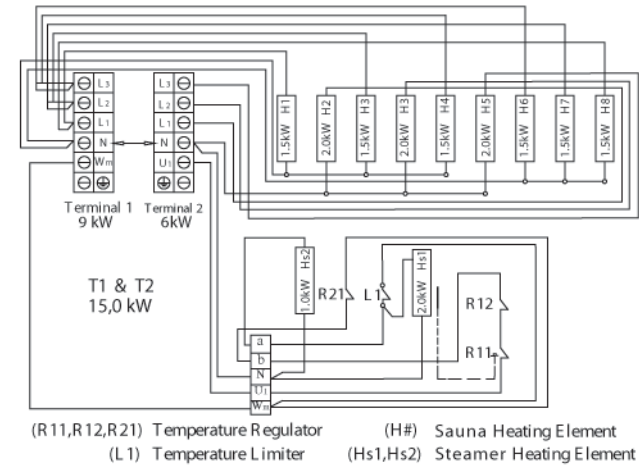 1.5kW H1
2.0kW H2
1.5kW H3
2.0kW H3
1.5kW H4
2.0kW H5
1.5kW H6
1.5kW H7
1.5kW H8
L3 L3
L2 L2
L1 L1
N N
Wm U1
Terminal 1 Terminal 2
9 kW 6kW
T1 & T2
15,0 kW
1.0kW Hs2
R21
L1
2.0kW Hs1
R12
R11
a
b
N
U1
Wm
(R11,R12,R21) Temperature Regulator (H#) Sauna Heating Element
(L1) Temperature Limiter (Hs1,Hs2) Steamer Heating Element